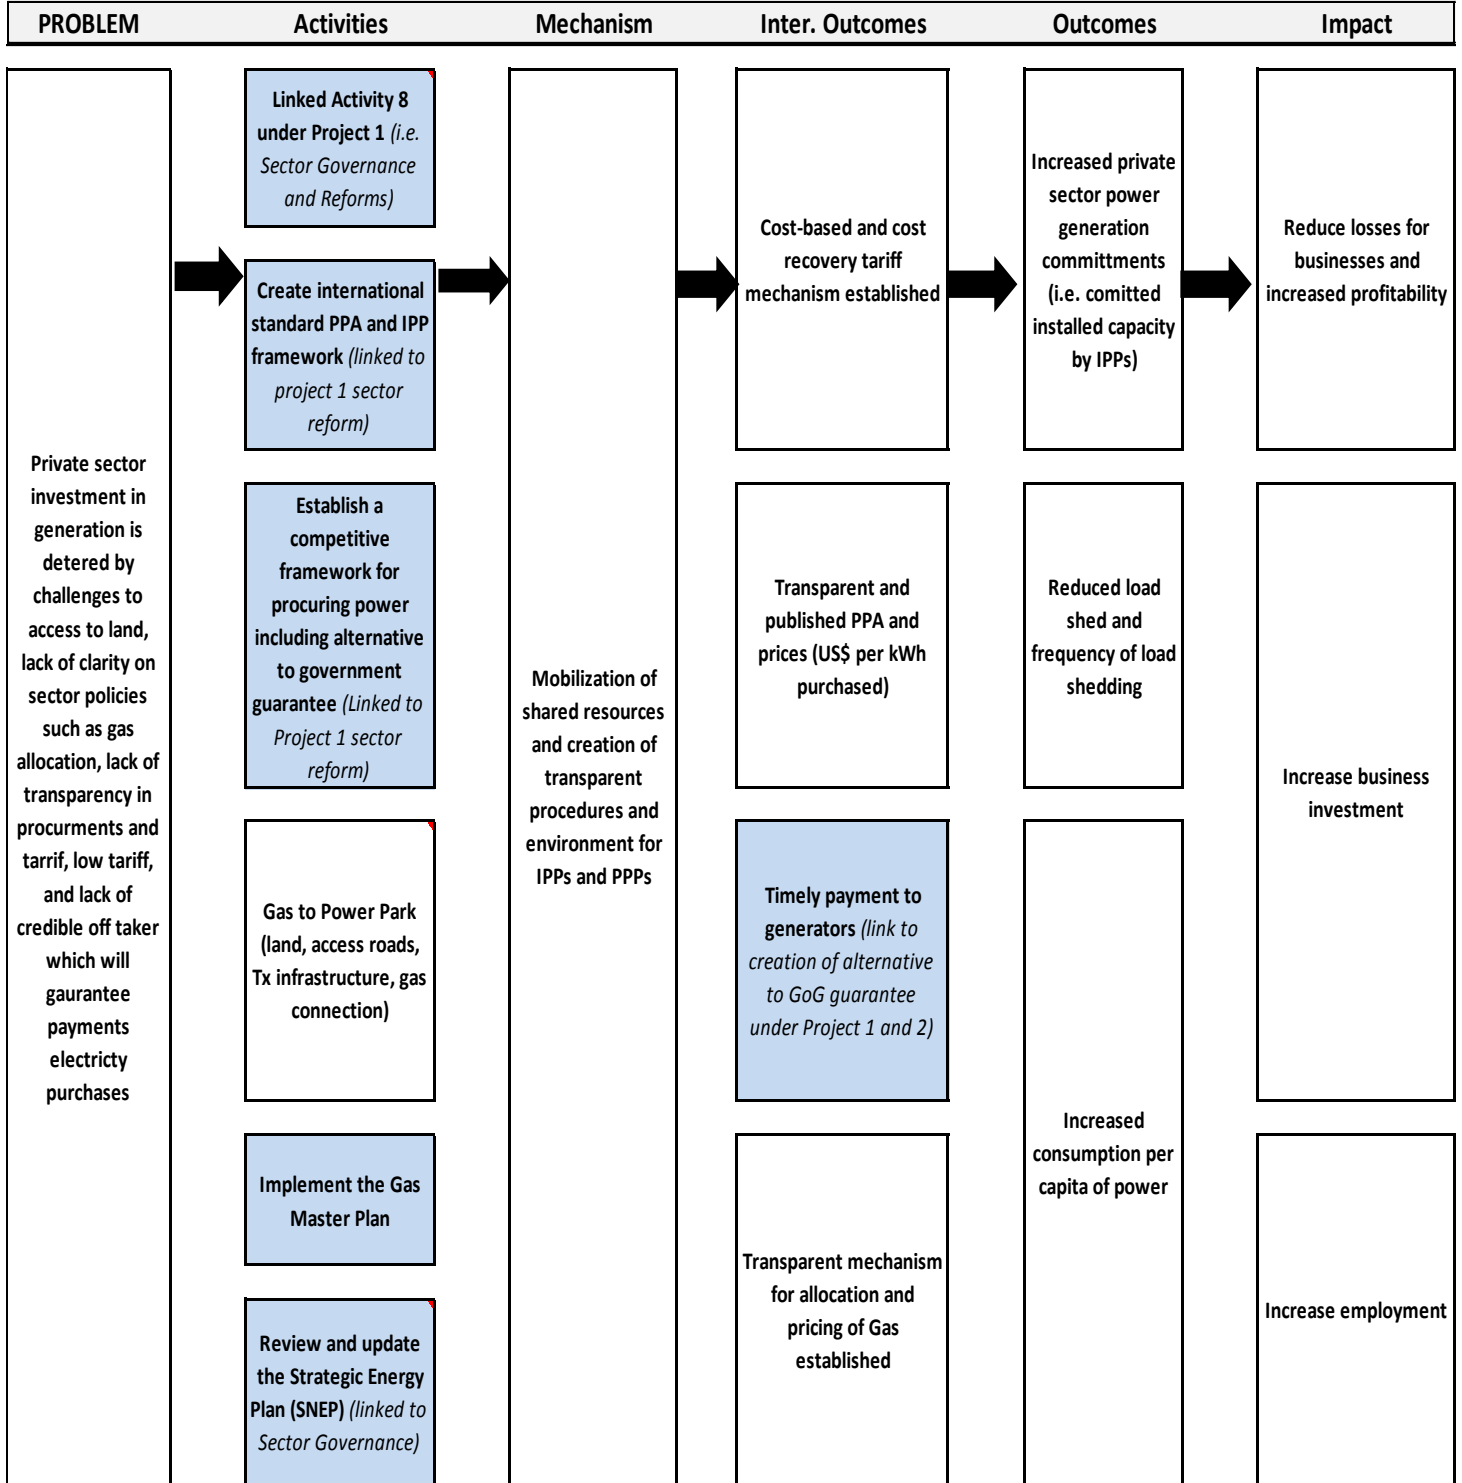 PROBLEM
Activities
Mechanism
Inter. Outcomes
Outcomes
Impact
Private sector
investment in
generation is
detered by
challenges to
access to land,
lack of clarity on
sector policies
such as gas
allocation, lack of
transparency in
procurments and
tarrif, low tariff,
and lack of
credible off taker
which will
gaurantee
payments
electricty
purchases
Linked Activity 8
under Project 1 (i.e.
Sector Governance
and Reforms)
Create international
standard PPA and IPP
framework (linked to
project 1 sector
reform)
Establish a
competitive
framework for
procuring power
including alternative
to government
guarantee (Linked to
Project 1 sector
reform)
Gas to Power Park
(land, access roads,
Tx infrastructure, gas
connection)
Implement the Gas
Master Plan
Review and update
the Strategic Energy
Plan (SNEP) (linked to
Sector Governance)
Mobilization of
shared resources
and creation of
transparent
procedures and
environment for
IPPs and PPPs
Cost-based and cost
recovery tariff
mechanism established
Transparent and
published PPA and
prices (US$ per kWh
purchased)
Timely payment to
generators (link to
creation of alternative
to GoG guarantee
under Project 1 and 2)
Transparent mechanism
for allocation and
pricing of Gas
established
Increased private
sector power
generation
committments
(i.e. comitted
installed capacity
by IPPs)
Reduced load
shed and
frequency of load
shedding
Increased
consumption per
capita of power
Reduce losses for
businesses and
increased profitability
Increase business
investment
Increase employment